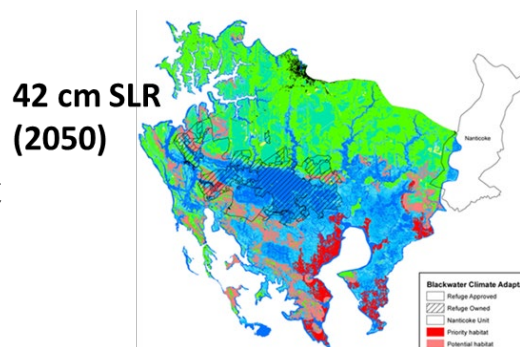 42 cm SLR
(2050)
Nanticoke
Blackwater Climate Adapt
Refuge Approved
Refuge Owned
Nanticoke Unit
Priority habitat
Potential habitat